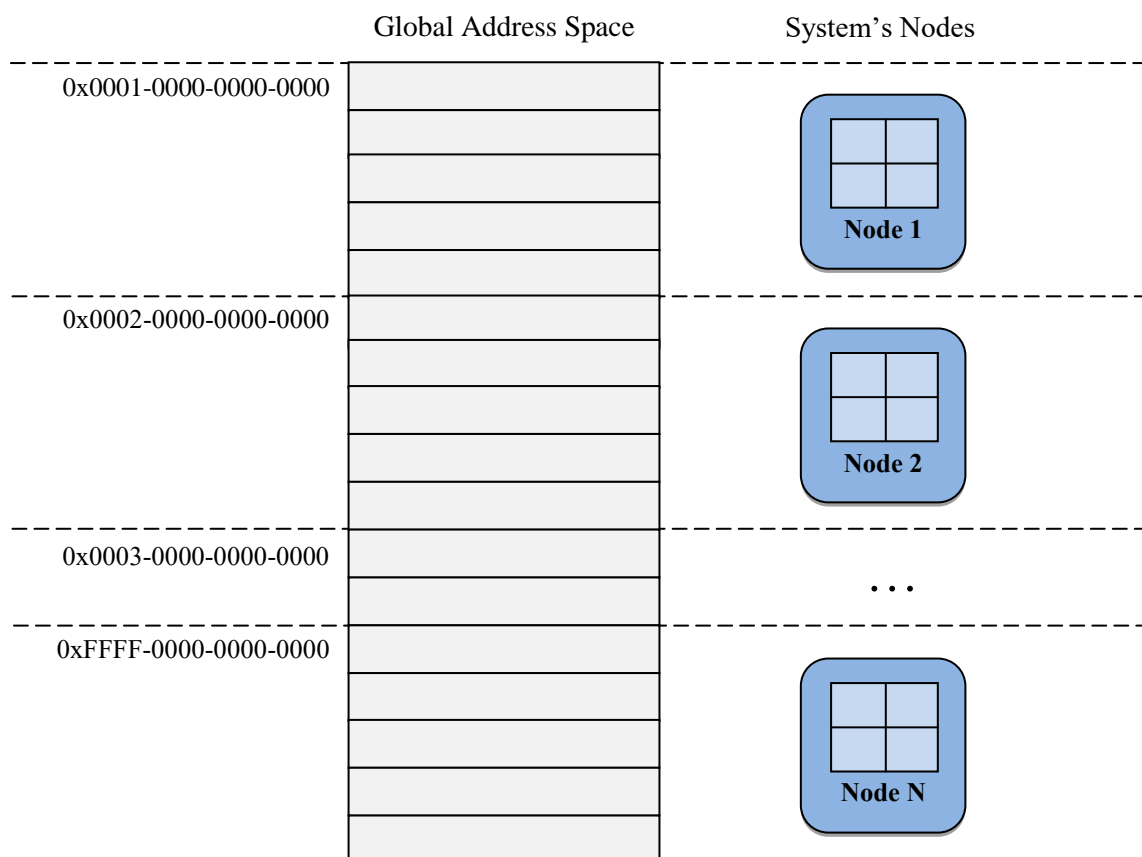 Global Address Space
System's Nodes
0x0001-0000-0000-0000
Node 1
0x0002-0000-0000-0000
Node 2
0x0003-0000-0000-0000
...
0xFFFF-0000-0000-0000
Node N